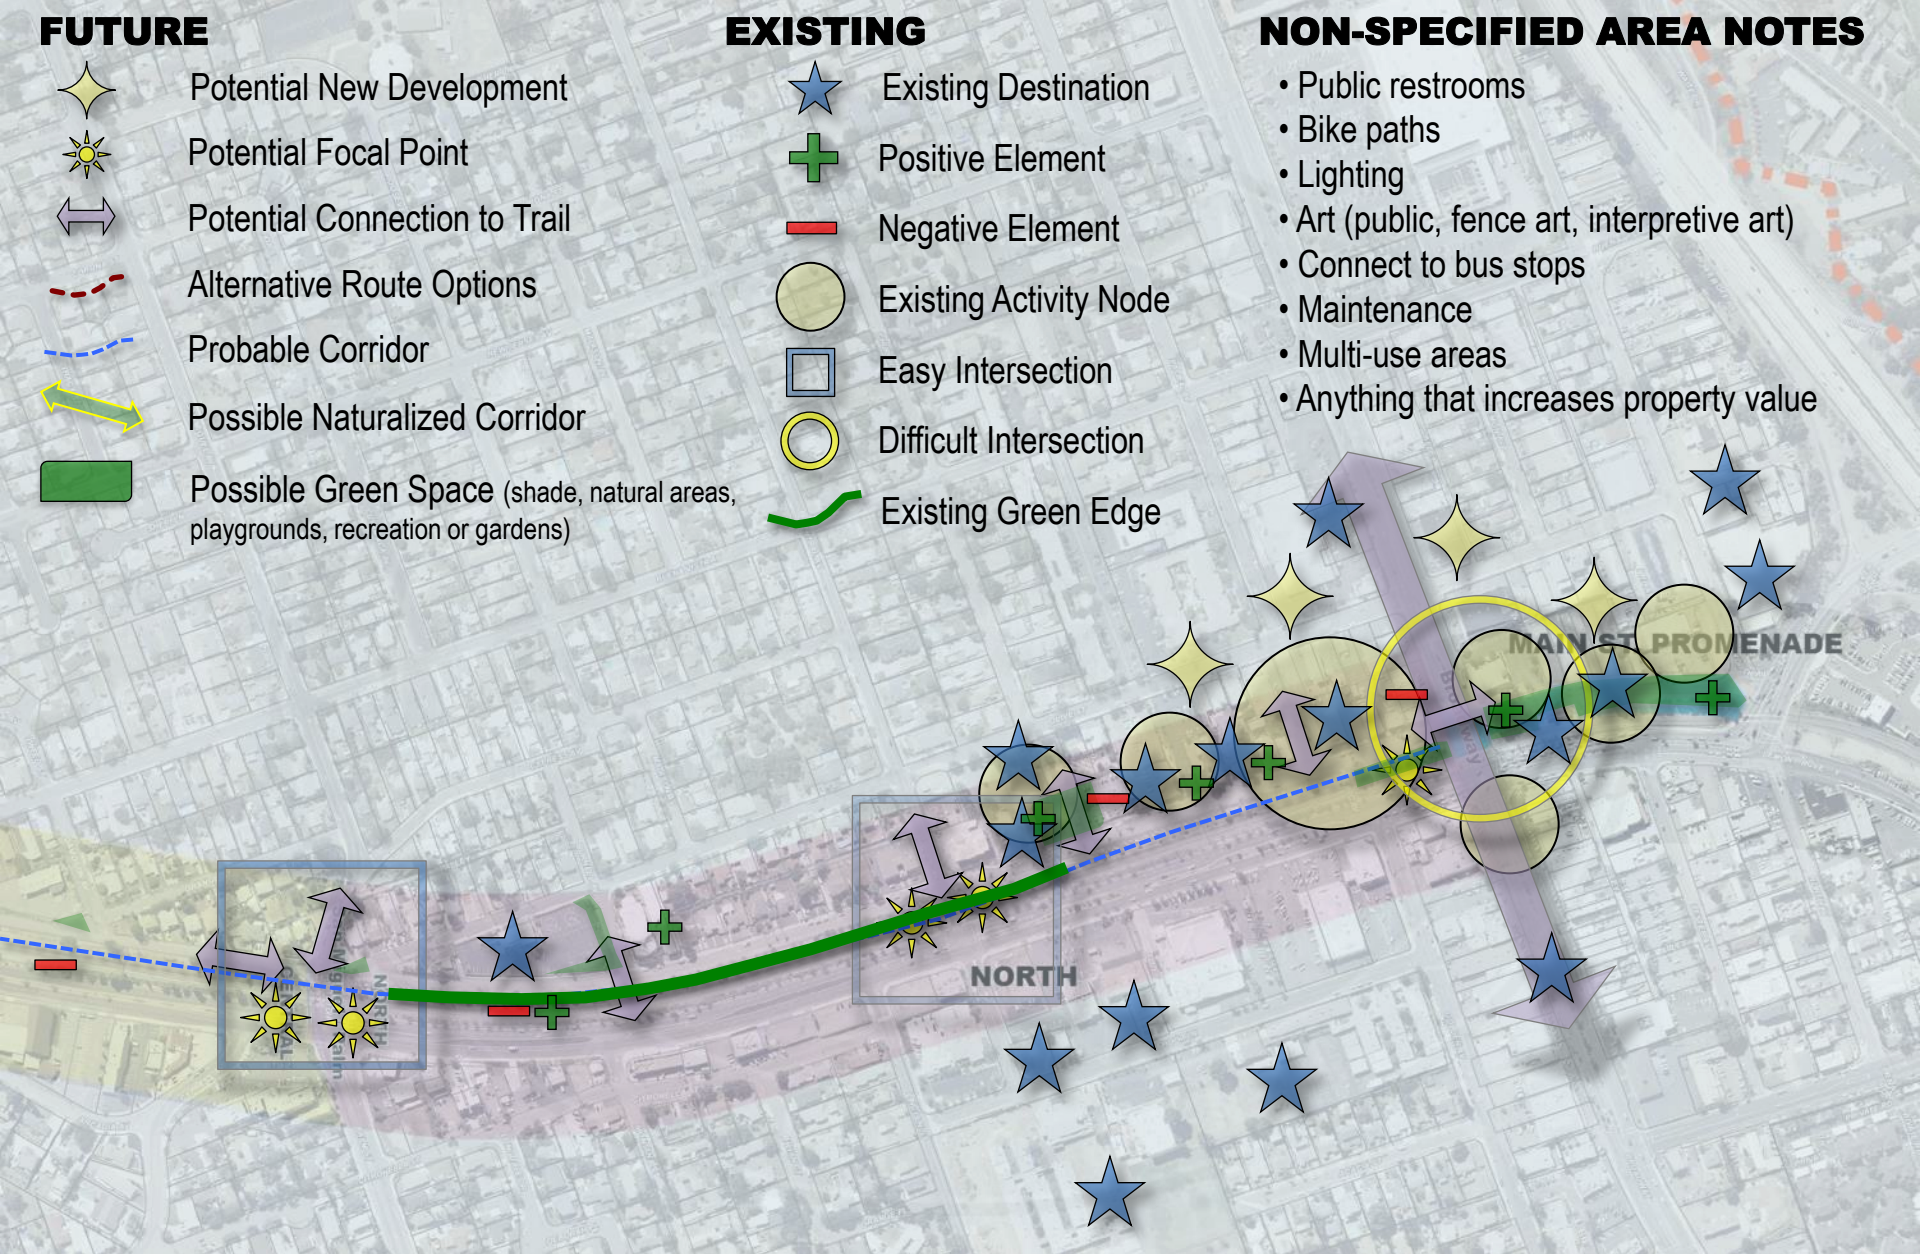 FUTURE
Potential New Development
Potential Focal Point
Potential Connection to Trail
Alternative Route Options
Probable Corridor
Possible Naturalized Corridor
Possible Green Space (shade, natural areas,
playgrounds, recreation or gardens)
EXISTING
Existing Destination
Positive Element
Negative Element
Existing Activity Node
Easy Intersection
Difficult Intersection
Existing Green Edge
NON-SPECIFIED AREA NOTES
• Public restrooms
• Bike paths
• Lighting
• Art (public, fence art, interpretive art)
• Connect to bus stops
• Maintenance
• Multi-use areas
• Anything that increases property value
MAIN ST. PROMENADE
NORTH
NORTH